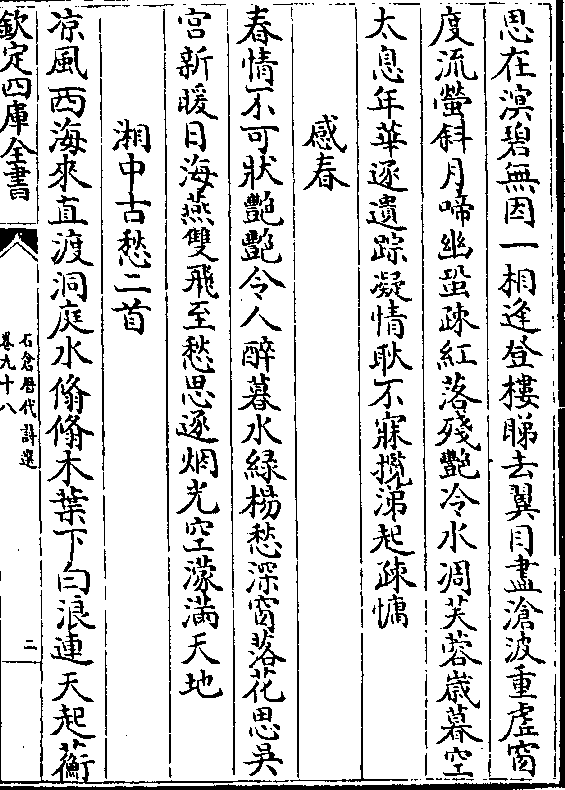 思在溟碧無因一相逢登樓睇去翼目盡滄波重虛窗
度流螢斜月啼幽蛩疎紅落殘艷冷水凋芙蓉嵗暮空
太息年華逐遺踪凝情耿不寐攬涕起疎慵
感春
春情不可狀艷艷令人醉暮水緑楊愁深窗落花思吳
宮新暖日海燕雙飛至愁思逐烟光空濛滿天地
湘中古愁二首
凉風西海來直渡洞庭水翛翛木葉下白浪連天起蘅
欽定四庫全書
石倉歴代詩選
卷九十八
二